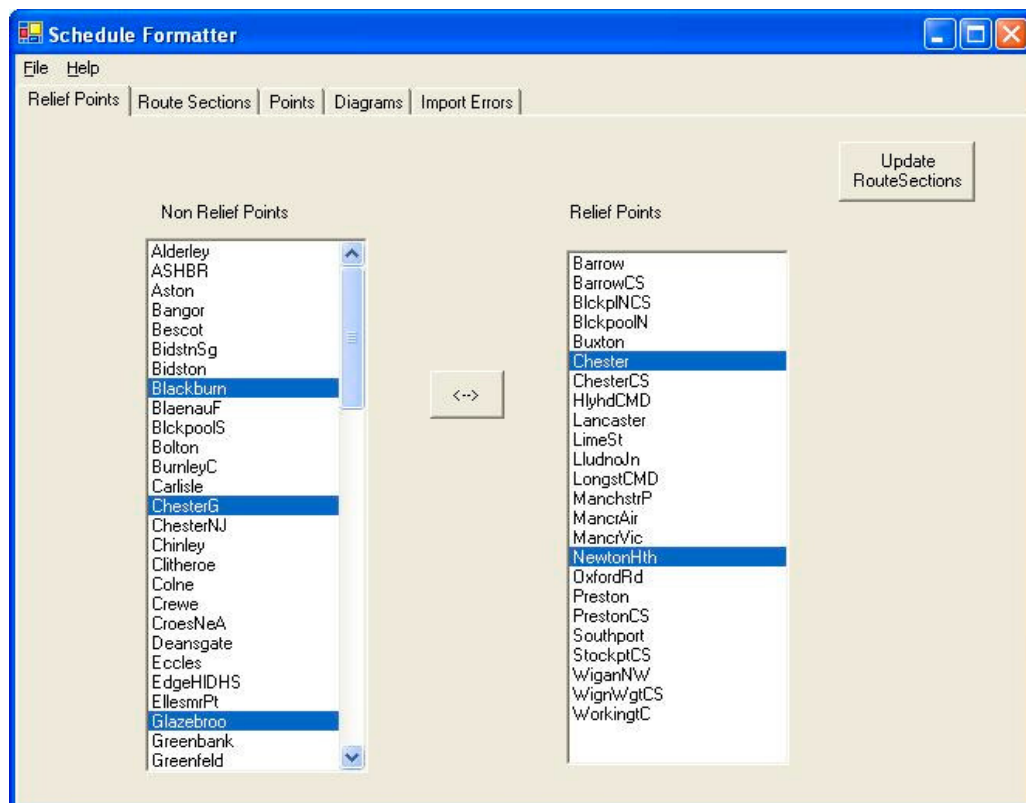 Schedule Formatter
File Help
Relief Points Route Sections Points Diagrams Import Errors
Update
RouteSections
Non Relief Points
Alderley
ASHBR
Aston
Bangor
Bescot
BidstnSg
Bidston
Blackburn
BlaenauF
BlckpoolS
Bolton
BurnleyC
Carlisle
ChesterG
ChesterNJ
Chinley
Clitheroe
Colne
Crewe
CroesNeA
Deansgate
Eccles
EdgeHlDHS
EllesmrPt
Glazebroo
Greenbank
Greenfeld
<-->
Relief Points
Barrow
BarrowCS
BlckplNCS
BlckpoolN
Buxton
Chester
ChesterCS
HlyhdCMD
Lancaster
LimeSt
LludnoJn
LongstCMD
ManchstrP
MancrAir
MancrVic
NewtonHth
OxfordRd
Preston
PrestonCS
Southport
StockptCS
WiganNW
WignWgtCS
WorkingtC